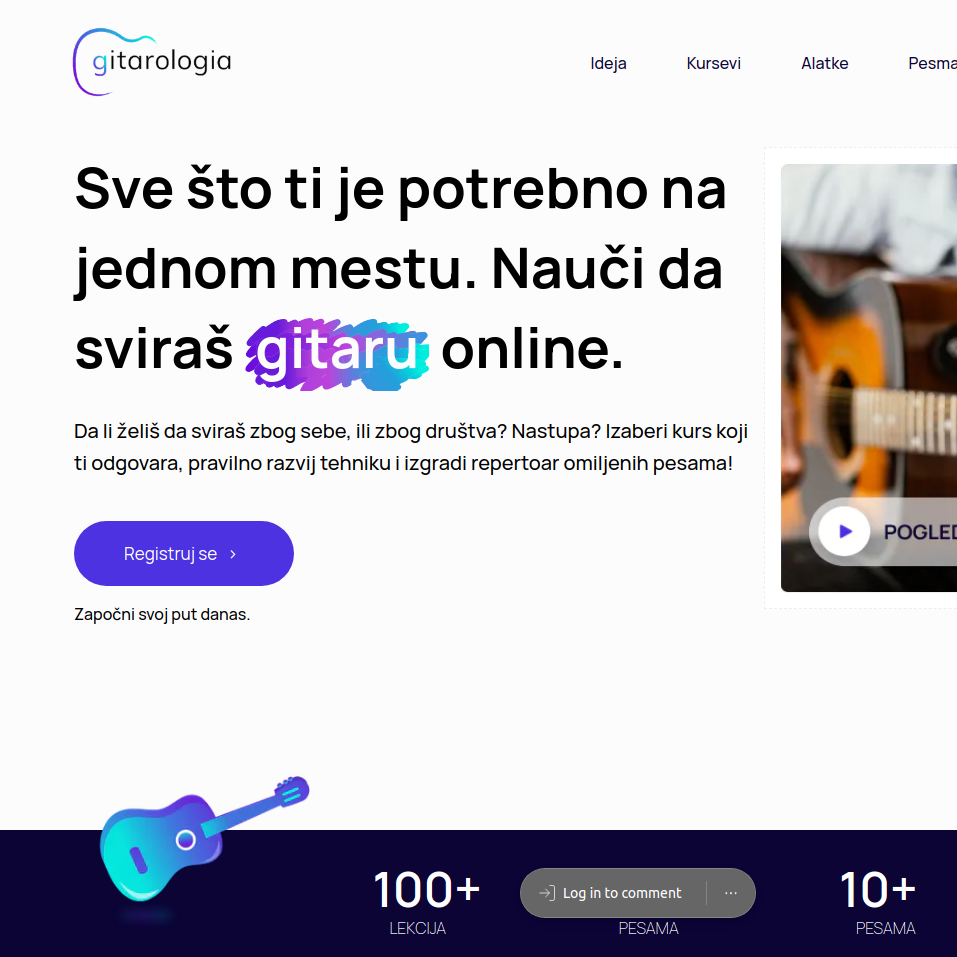 gitarologia
Ideja Kursevi Alatke Pesma
Sve što ti je potrebno na
jednom mestu. Nauči da
sviraš gitaru online.
Da li želiš da sviraš zbog sebe, ili zbog društva? Nastupa? Izaberi kurs koji
ti odgovara, pravilno razvij tehniku i izgradi repertoar omiljenih pesama!
POGLED
Registruj se
Započni svoj put danas.
100+
LEKCIJA
Log in to comment
PESAMA
10+
PESAMA